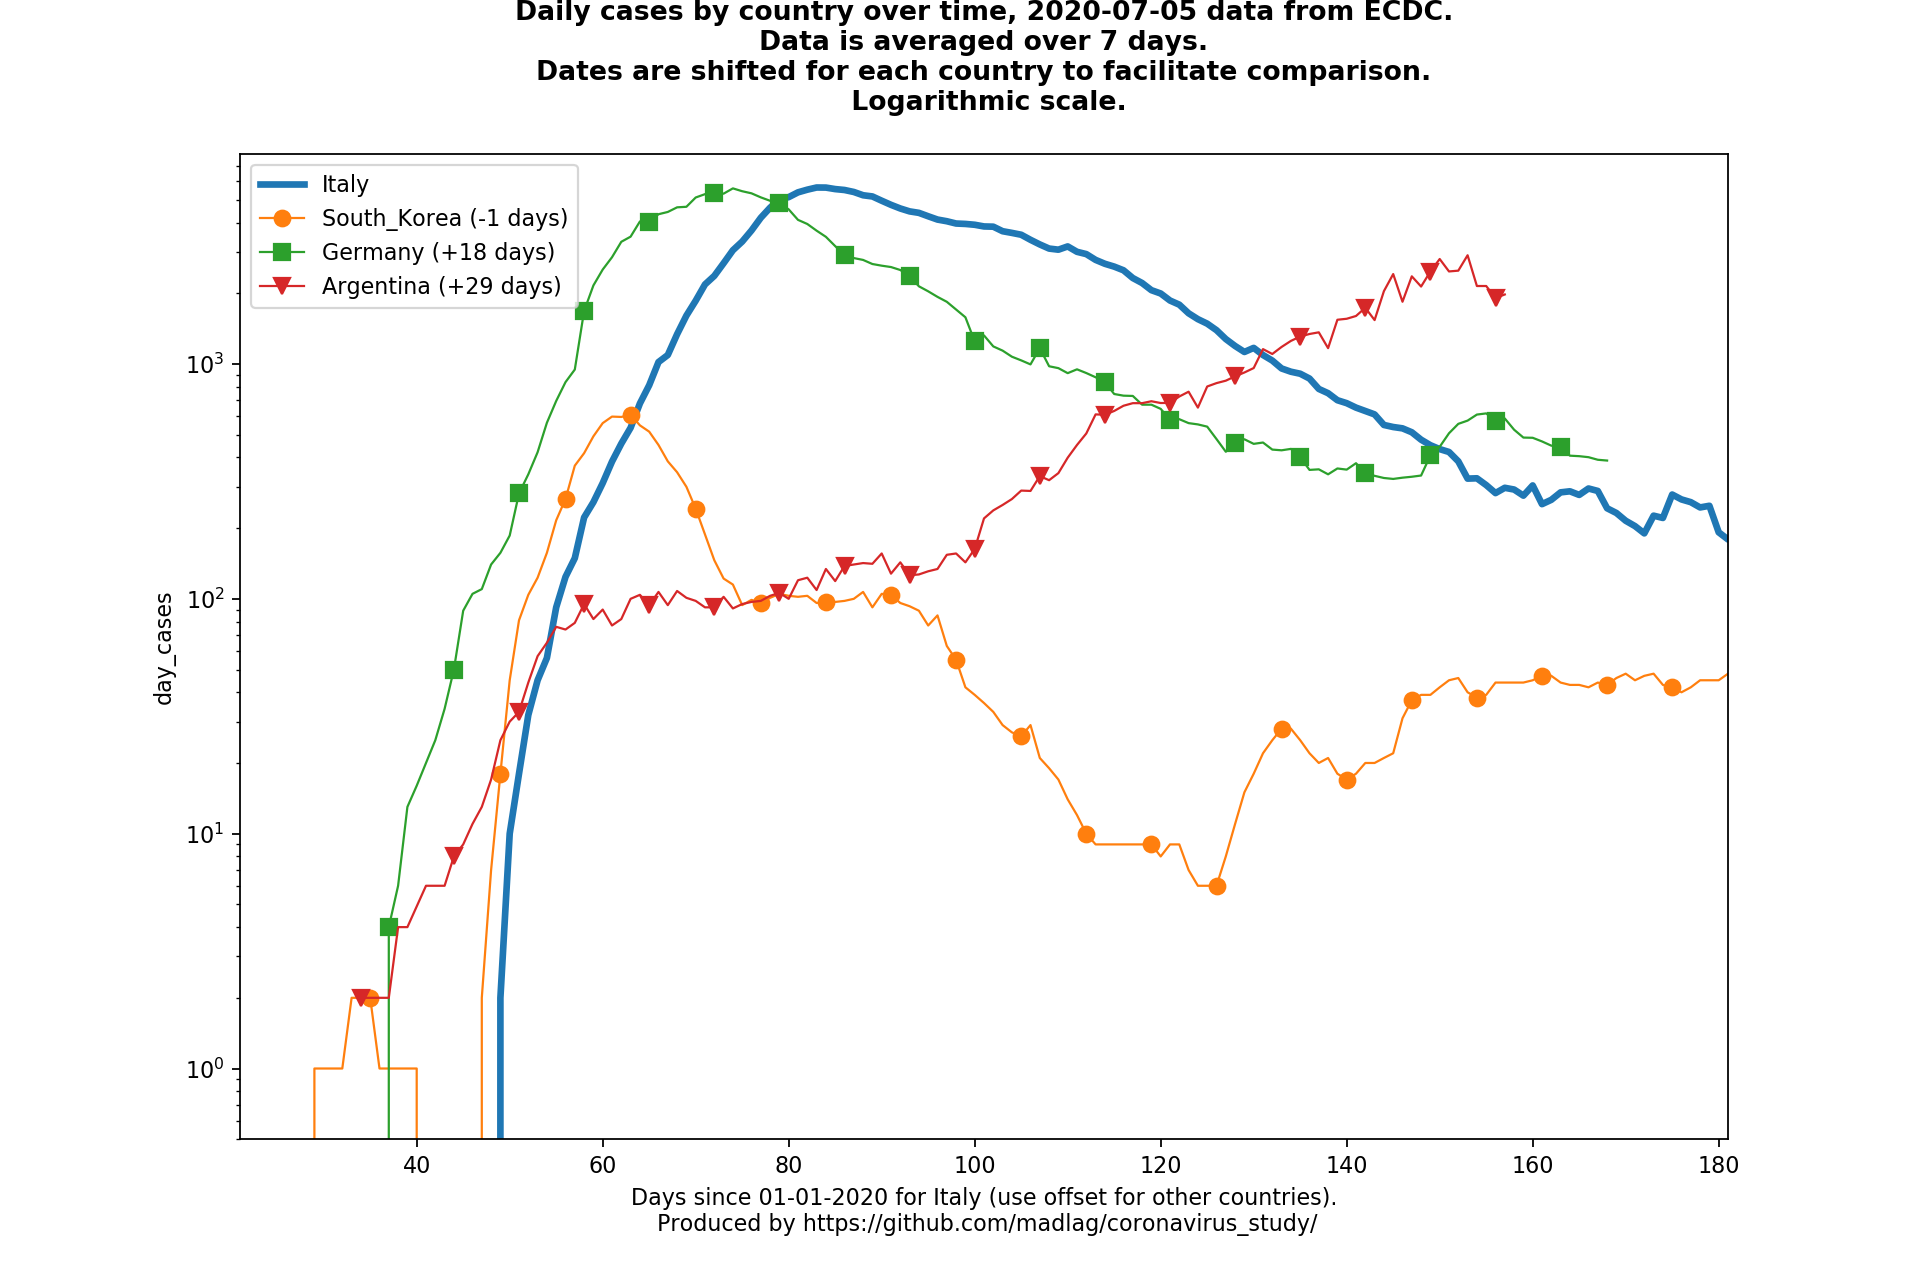 Daily cases by country over time, 2020-07-05 data from ECDC.
Data is averaged over 7 days.
Dates are shifted for each country to facilitate comparison.
Logarithmic scale.
Italy
South_Korea (-1 days)
Germany (+18 days)
Argentina (+29 days)
day_cases
10³
10²
10¹
10⁰
40 60 80 100 120 140 160 180
Days since 01-01-2020 for Italy (use offset for other countries).
Produced by https://github.com/madlag/coronavirus_study/